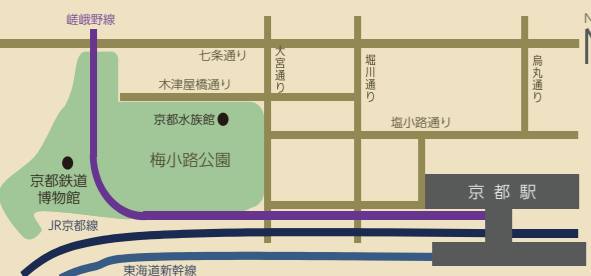 嵯峨野線
N
七条通り
大宮通り
堀川通り
烏丸通り
木津屋橋通り
京都水族館
塩小路通り
梅小路公園
京都鉄道
博物館
京都駅
JR京都線
東海道新幹線